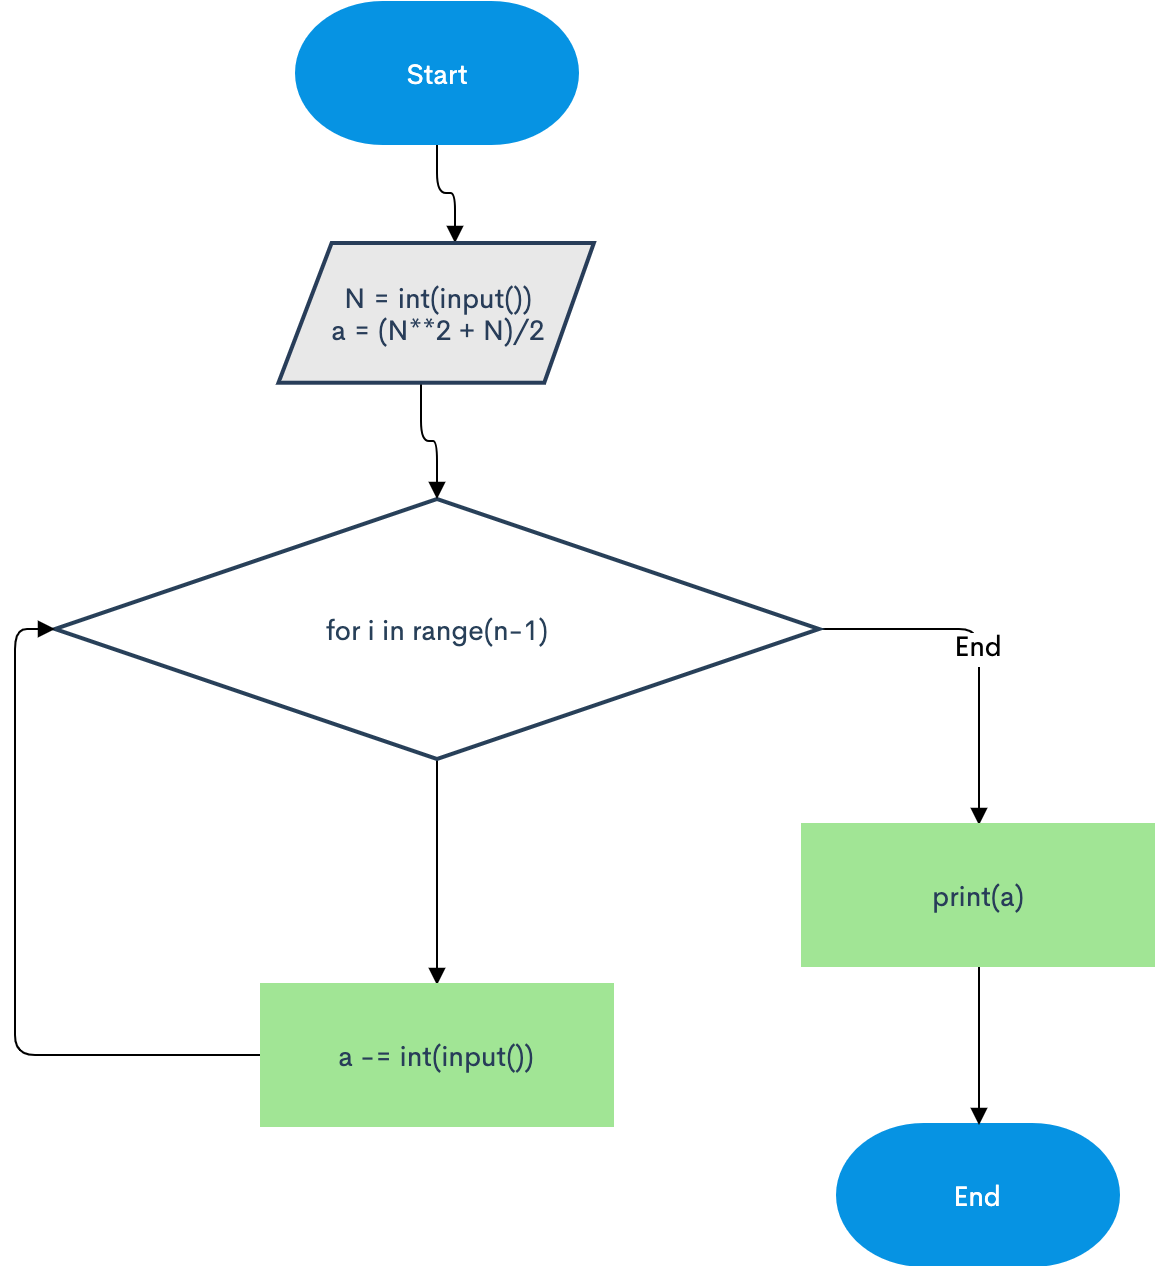 Start
N = int(input())
a = (N**2 + N)/2
for i in range(n-1)
End
print(a)
a -= int(input())
End